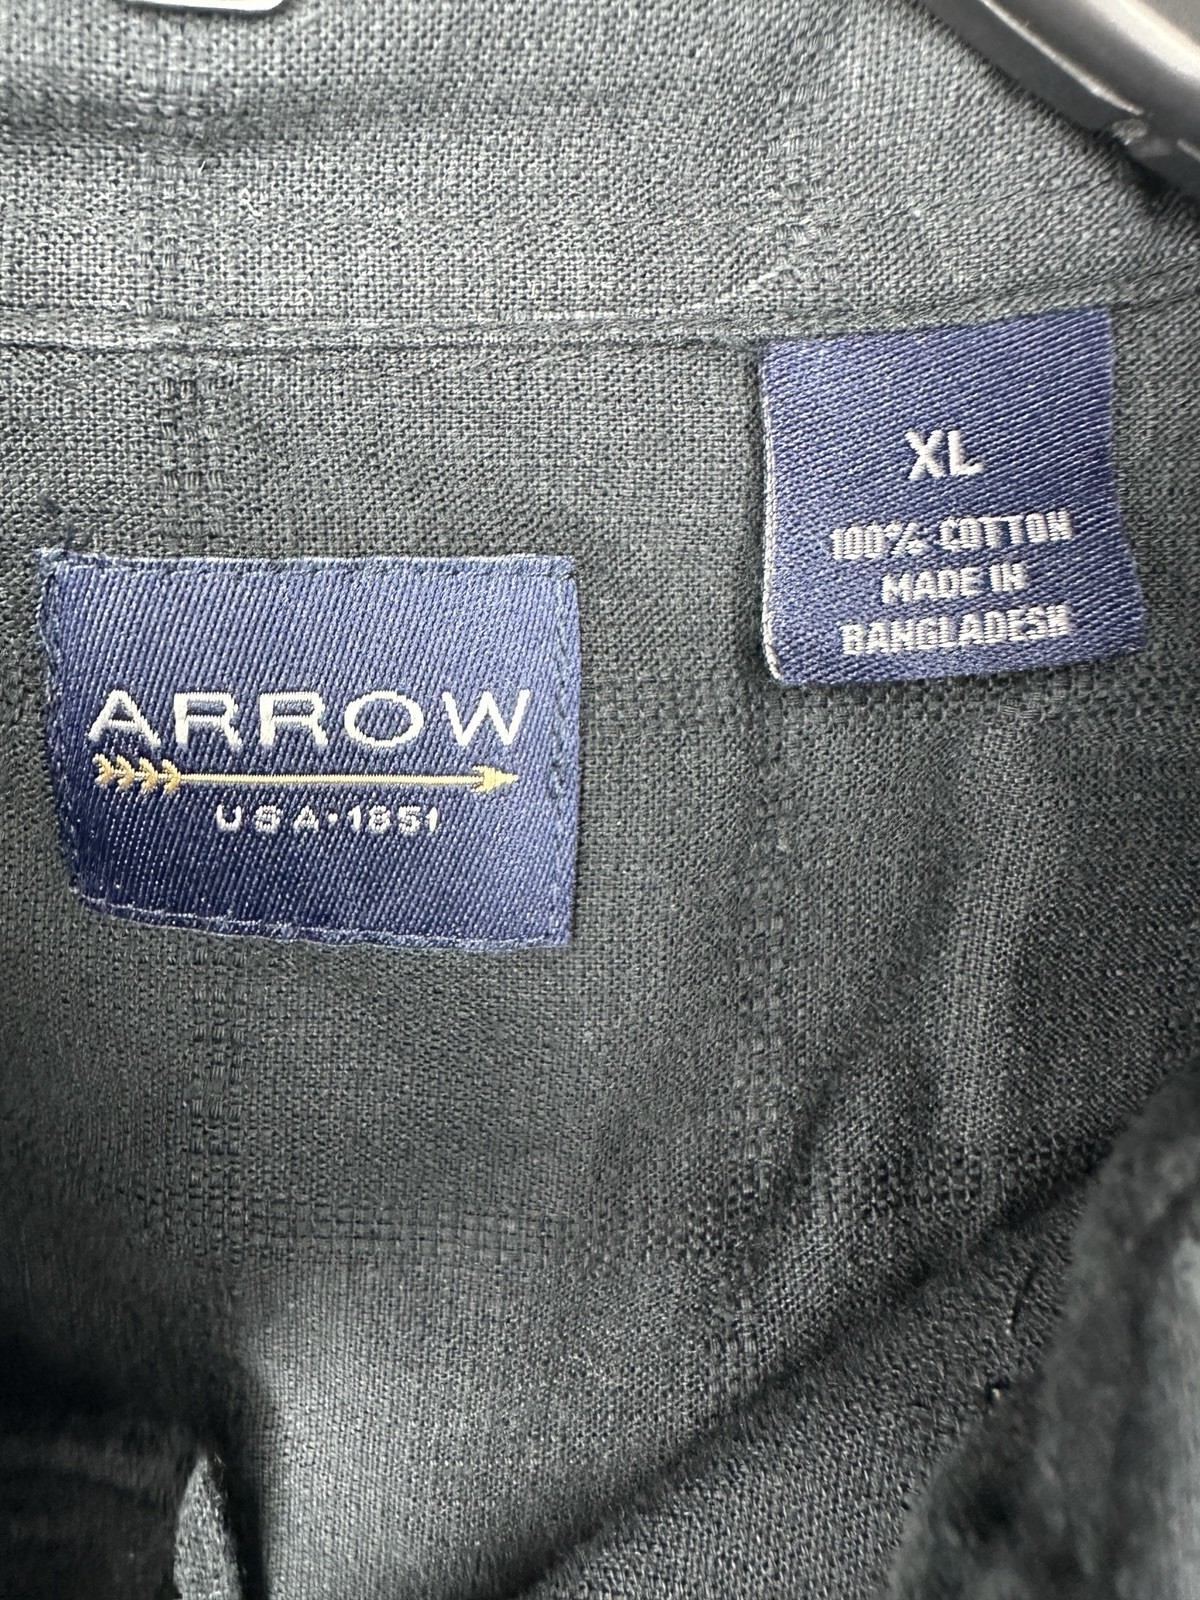 ARROW
USA·1851
XL
100% COTTON
MADE IN
BANGLADESH